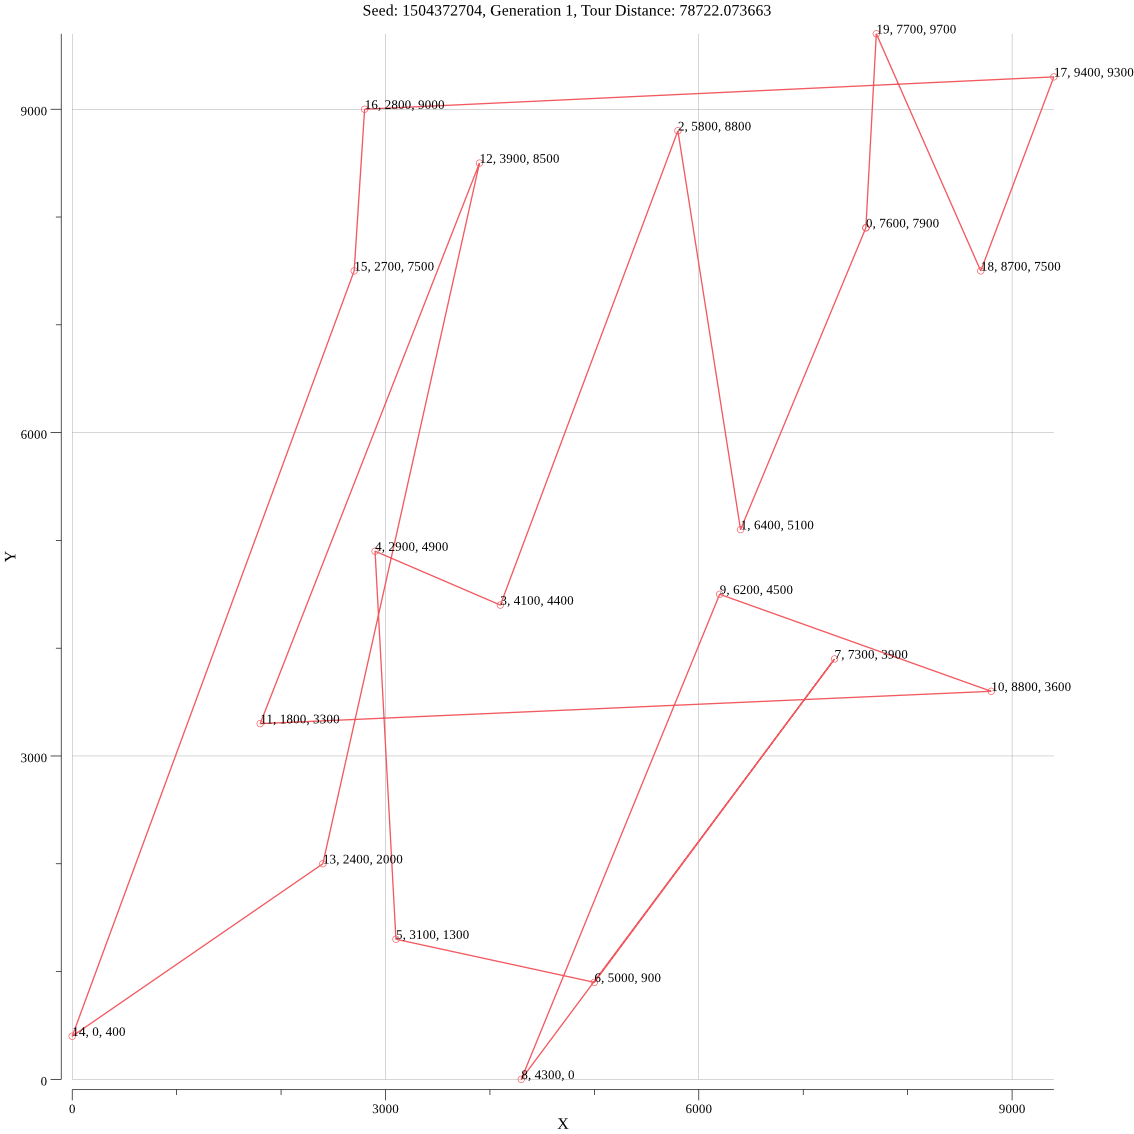 Seed: 1504372704, Generation 1, Tour Distance: 78722.073663
19, 7700, 9700
17, 9400, 9300
16, 2800, 9000
9000
2, 5800, 8800
12, 3900, 8500
0, 7600, 7900
15, 2700, 7500
18, 8700, 7500
6000
1, 6400, 5100
4, 2900, 4900
Y
9, 6200, 4500
3, 4100, 4400
7, 7300, 3900
10, 8800, 3600
11, 1800, 3300
3000
13, 2400, 2000
5, 3100, 1300
6, 5000, 900
14, 0, 400
8, 4300, 0
0
0
3000
6000
9000
X